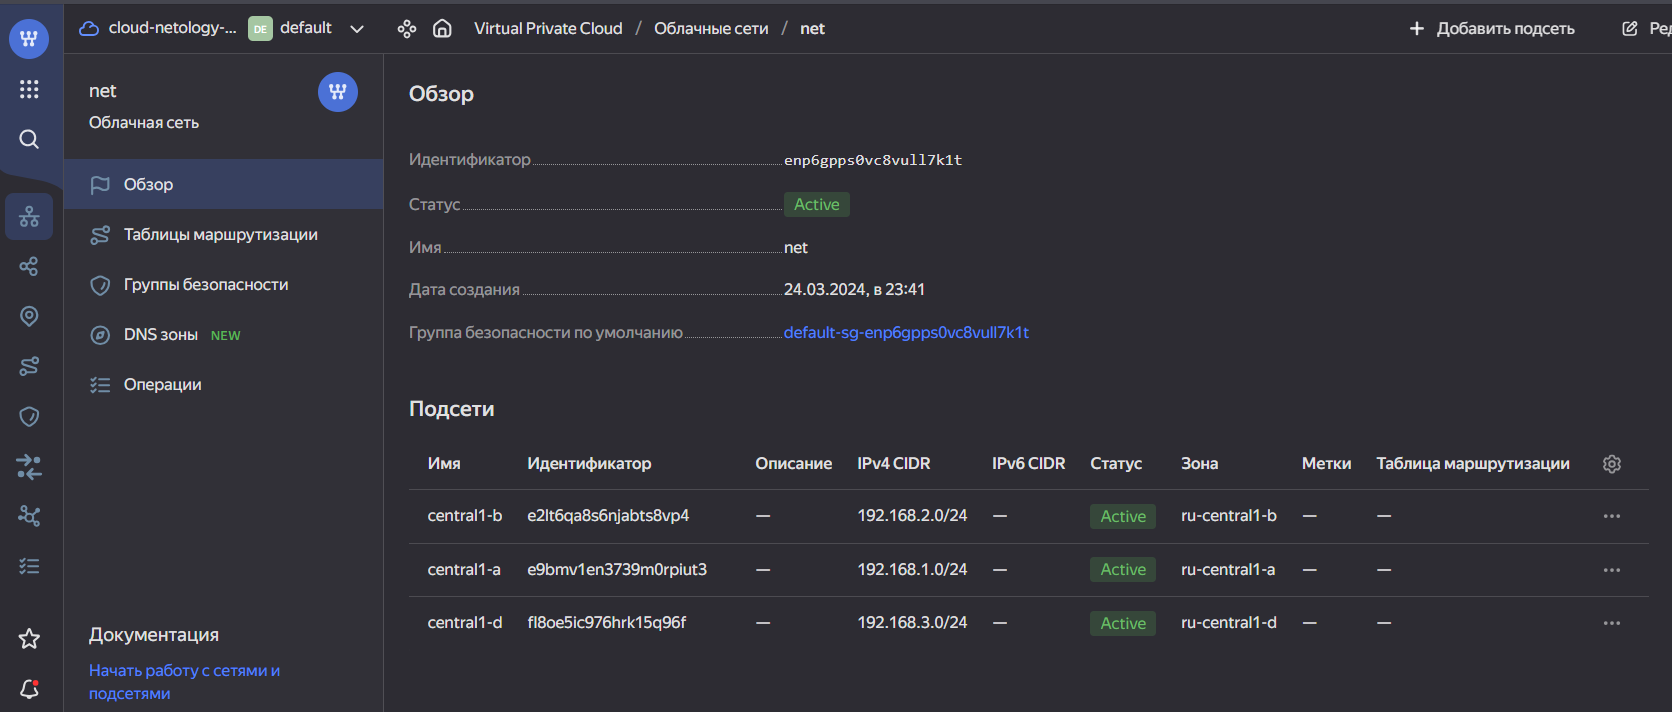 cloud-netology-... DE default Virtual Private Cloud / Облачные сети / net + Добавить подсеть
net
Облачная сеть
Обзор
Таблицы маршрутизации
Группы безопасности
DNS зоны NEW
Операции
Документация
Начать работу с сетями и
подсетями
Обзор
Идентификатор enp6gpps0vc8vull7k1t
Статус Active
Имя net
Дата создания 24.03.2024, в 23:41
Группа безопасности по умолчанию default-sg-enp6gpps0vc8vull7k1t
Подсети
Имя Идентификатор Описание IPv4 CIDR IPv6 CIDR Статус Зона Метки Таблица маршрутизации
central1-b e2lt6qa8s6njabts8vp4 — 192.168.2.0/24 — Active ru-central1-b — —
central1-a e9bmv1en3739m0rpiut3 — 192.168.1.0/24 — Active ru-central1-a — —
central1-d fl8oe5ic976hrk15q96f — 192.168.3.0/24 — Active ru-central1-d — —